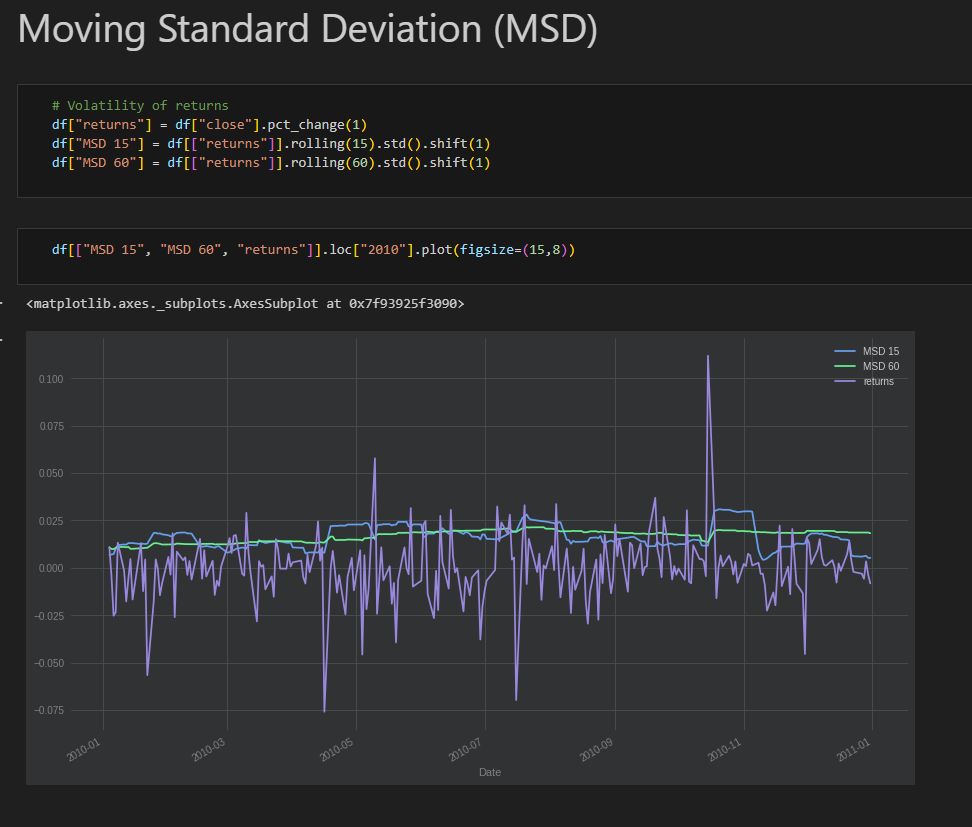 Moving Standard Deviation (MSD)
# Volatility of returns
df["returns"] = df["close"].pct_change(1)
df["MSD 15"] = df[["returns"]].rolling(15).std().shift(1)
df["MSD 60"] = df[["returns"]].rolling(60).std().shift(1)
df[["MSD 15", "MSD 60", "returns"]].loc["2010"].plot(figsize=(15,8))
<matplotlib.axes._subplots.AxesSubplot at 0x7f93925f3090>
MSD 15
MSD 60
returns
0.100
0.075
0.050
0.025
0.000
−0.025
−0.050
−0.075
2010-01 2010-03 2010-05 2010-07 2010-09 2010-11 2011-01
Date